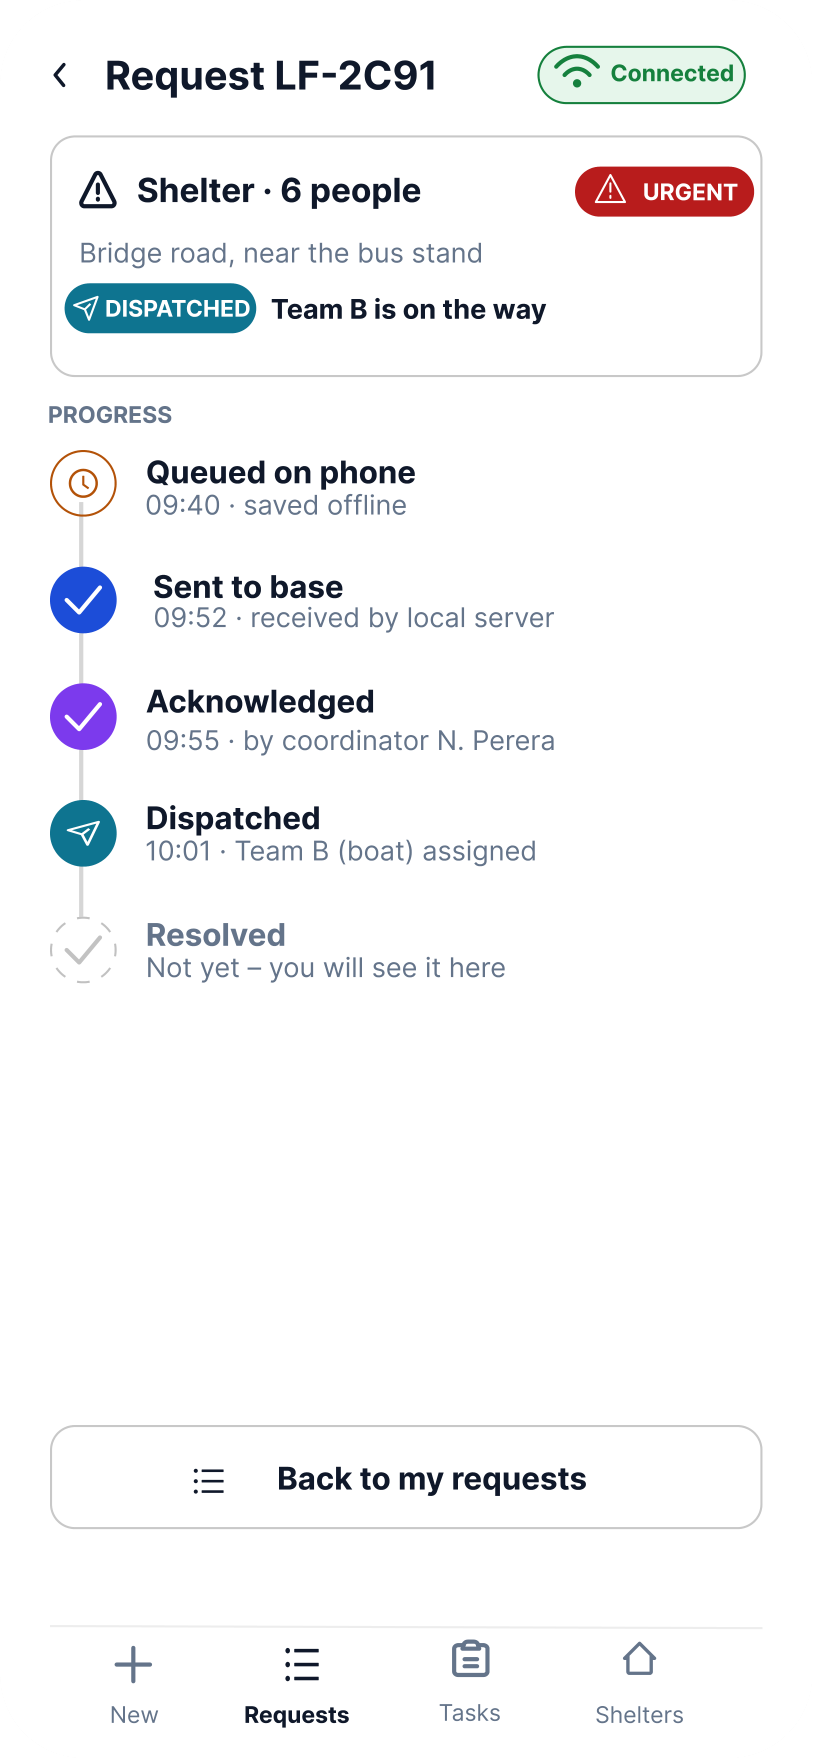 Request LF-2C91
Connected
Shelter · 6 people
URGENT
Bridge road, near the bus stand
DISPATCHED
Team B is on the way
PROGRESS
Queued on phone
09:40 · saved offline
Sent to base
09:52 · received by local server
Acknowledged
09:55 · by coordinator N. Perera
Dispatched
10:01 · Team B (boat) assigned
Resolved
Not yet – you will see it here
Back to my requests
New
Requests
Tasks
Shelters